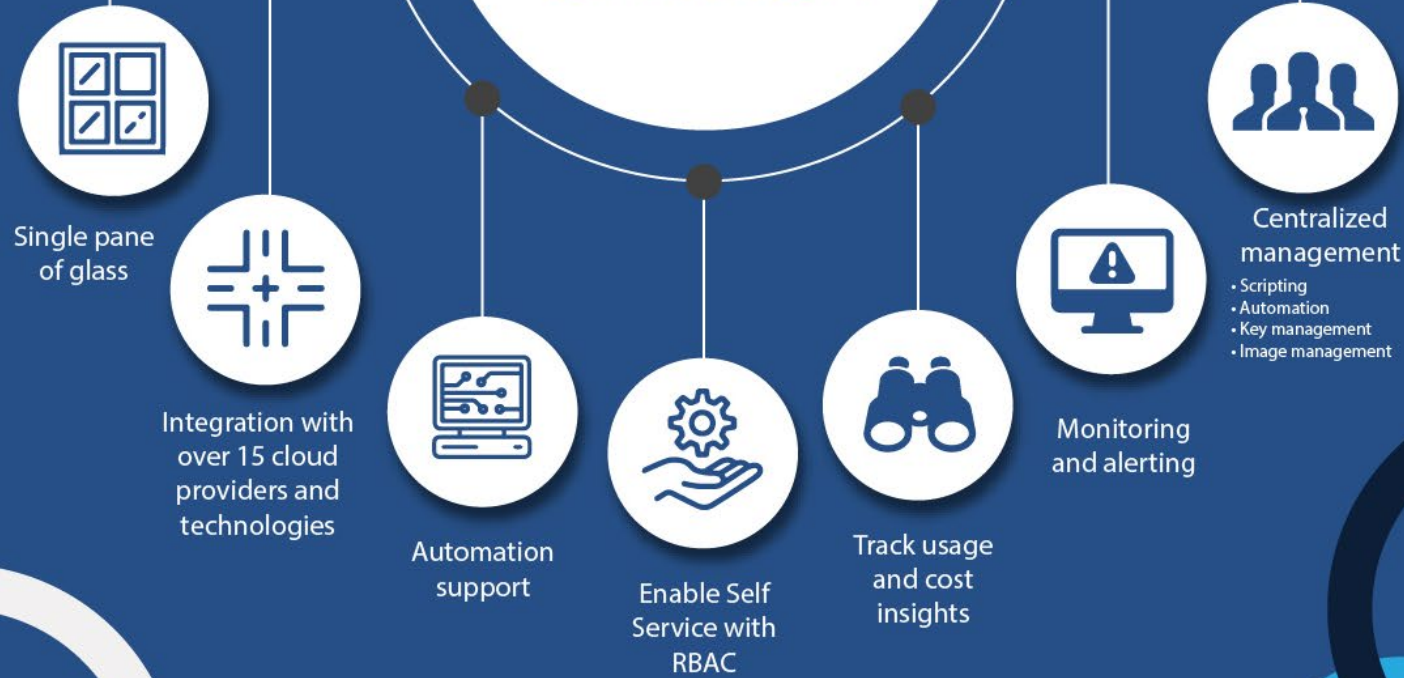 Single pane
of glass
Integration with
over 15 cloud
providers and
technologies
Automation
support
Enable Self
Service with
RBAC
Track usage
and cost
insights
Monitoring
and alerting
Centralized
management
• Scripting
• Automation
• Key management
• Image management